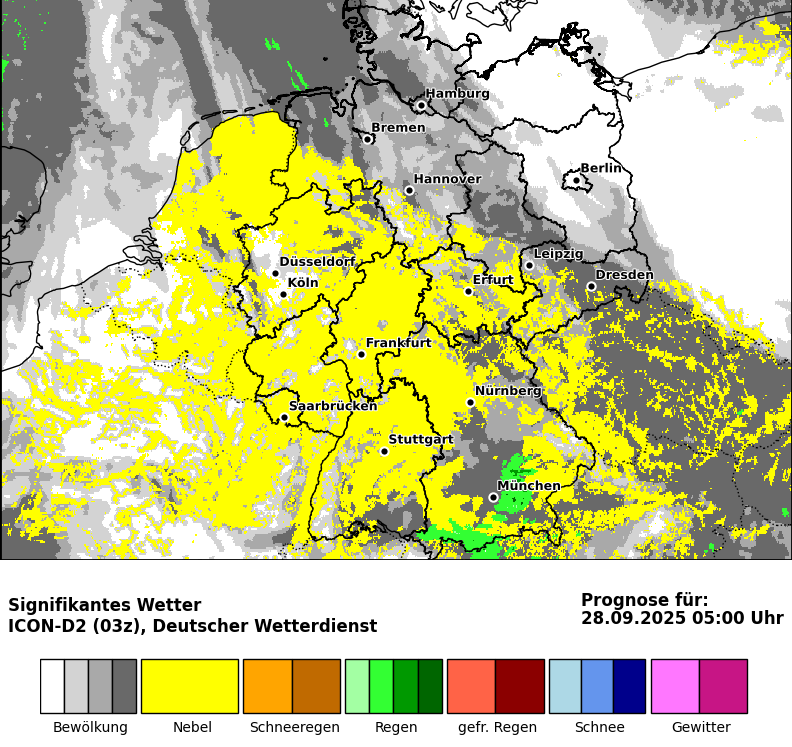 Hamburg
Bremen
Berlin
Hannover
Leipzig
Düsseldorf
Dresden
Köln
Erfurt
Frankfurt
Nürnberg
Saarbrücken
Stuttgart
München
Signifikantes Wetter
ICON-D2 (03z), Deutscher Wetterdienst
Prognose für:
28.09.2025 05:00 Uhr
Bewölkung Nebel Schneeregen Regen gefr. Regen Schnee Gewitter